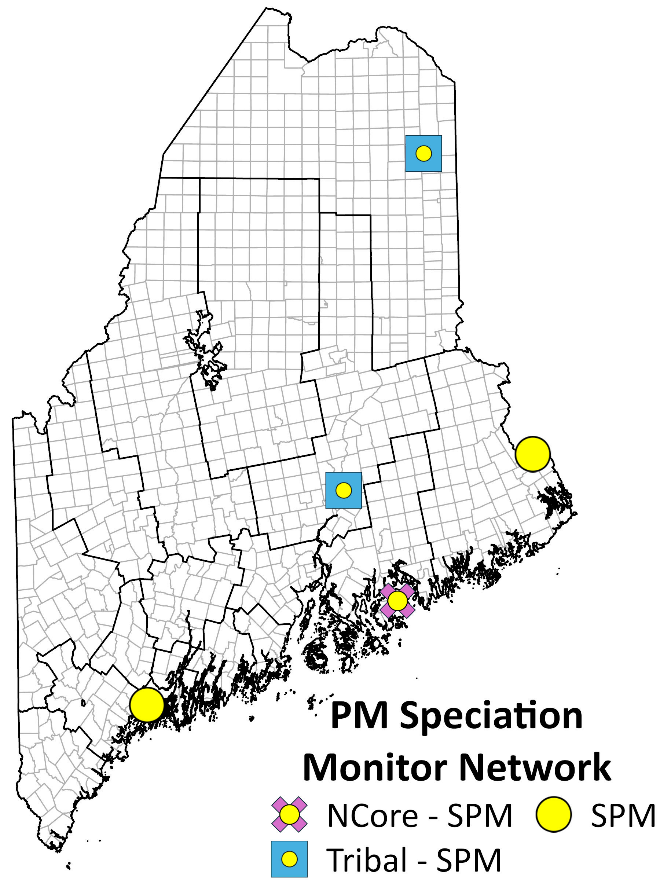 PM Speciation
Monitor Network
NCore - SPM SPM
Tribal - SPM